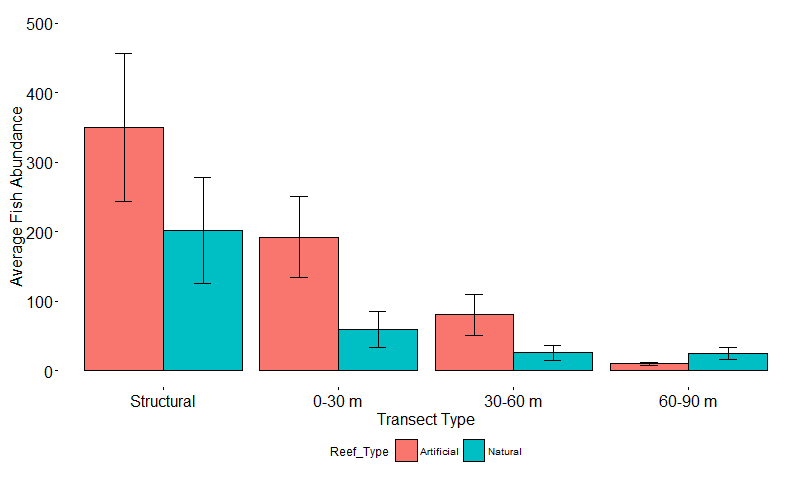 Average Fish Abundance
500
400
300
200
100
0
Structural 0-30 m 30-60 m 60-90 m
Transect Type
Reef_Type Artificial Natural